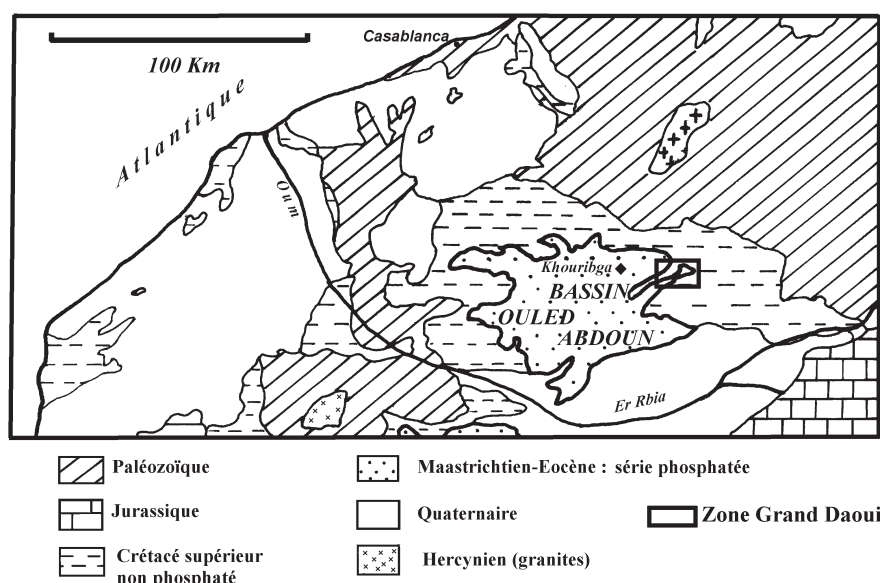 Casablanca
100 Km
Atlantique
Oum
Khouribga
BASSIN
OULED
ABDOUN
Er Rbia
Paléozoïque
Maastrichtien-Eocène : série phosphatée
Jurassique
Quaternaire
Zone Grand Daoui
Crétacé supérieur
non phosphaté
Hercynien (granites)